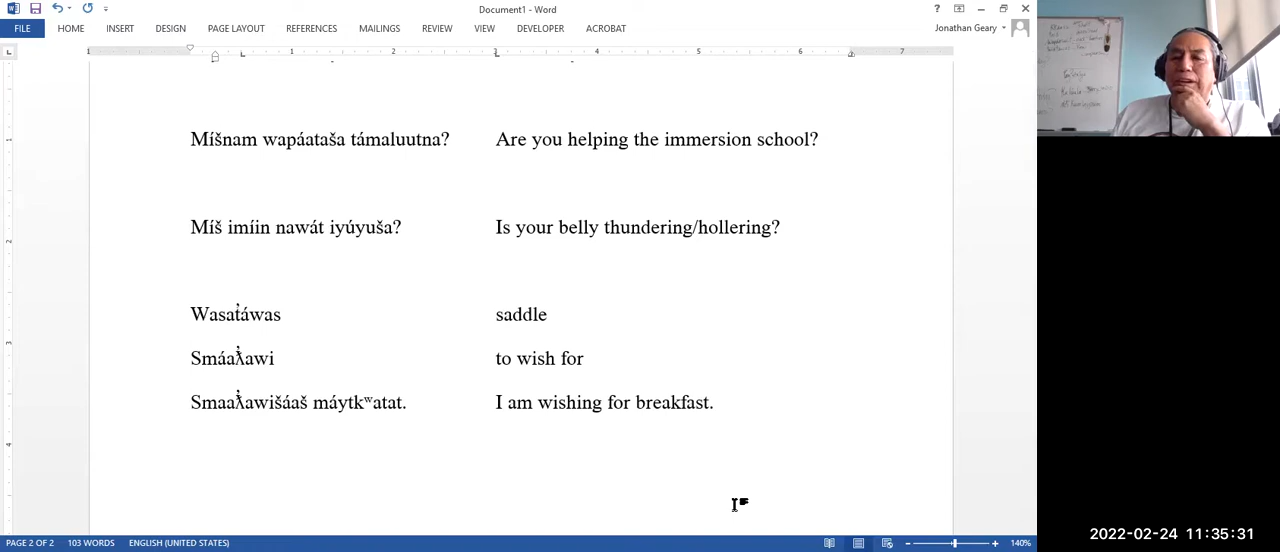 Document1 - Word
FILE HOME INSERT DESIGN PAGE LAYOUT REFERENCES MAILINGS REVIEW VIEW DEVELOPER ACROBAT Jonathan Geary
Míšnam wapáataša támaluutna? Are you helping the immersion school?
Míš imíin nawát iyúyuša? Is your belly thundering/hollering?
Wasat̓áwas saddle
Smáaƛ̓awi to wish for
Smaaƛ̓awišáaš máytkʷatat. I am wishing for breakfast.
PAGE 2 OF 2 103 WORDS ENGLISH (UNITED STATES) 140%
2022-02-24 11:35:31